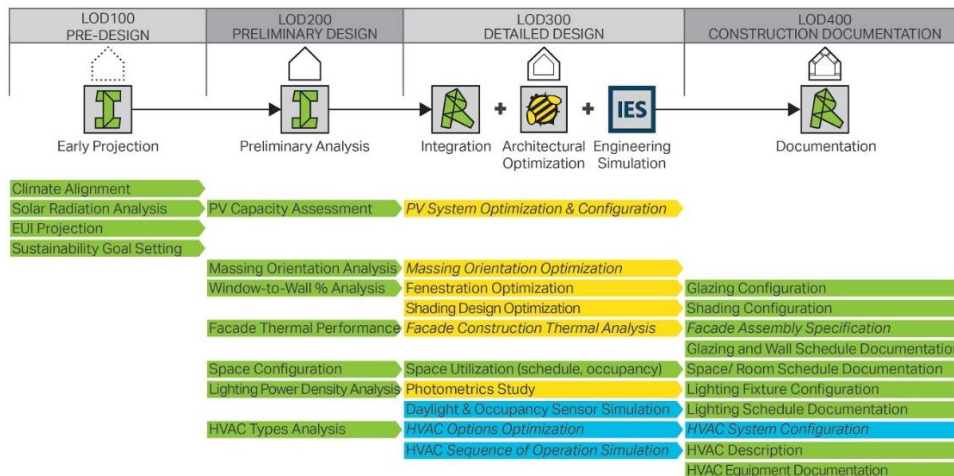 LOD100
PRE-DESIGN
LOD200
PRELIMINARY DESIGN
LOD300
DETAILED DESIGN
LOD400
CONSTRUCTION DOCUMENTATION
Early Projection
Preliminary Analysis
Integration
+
Architectural
Optimization
+
IES
Engineering
Simulation
Documentation
Climate Alignment
Solar Radiation Analysis
PV Capacity Assessment
PV System Optimization & Configuration
EUI Projection
Sustainability Goal Setting
Massing Orientation Analysis
Massing Orientation Optimization
Window-to-Wall % Analysis
Fenestration Optimization
Glazing Configuration
Shading Design Optimization
Shading Configuration
Facade Thermal Performance
Facade Construction Thermal Analysis
Facade Assembly Specification
Glazing and Wall Schedule Documentation
Space Configuration
Space Utilization (schedule, occupancy)
Space/ Room Schedule Documentation
Lighting Power Density Analysis
Photometrics Study
Lighting Fixture Configuration
Daylight & Occupancy Sensor Simulation
Lighting Schedule Documentation
HVAC Types Analysis
HVAC Options Optimization
HVAC System Configuration
HVAC Sequence of Operation Simulation
HVAC Description
HVAC Equipment Documentation